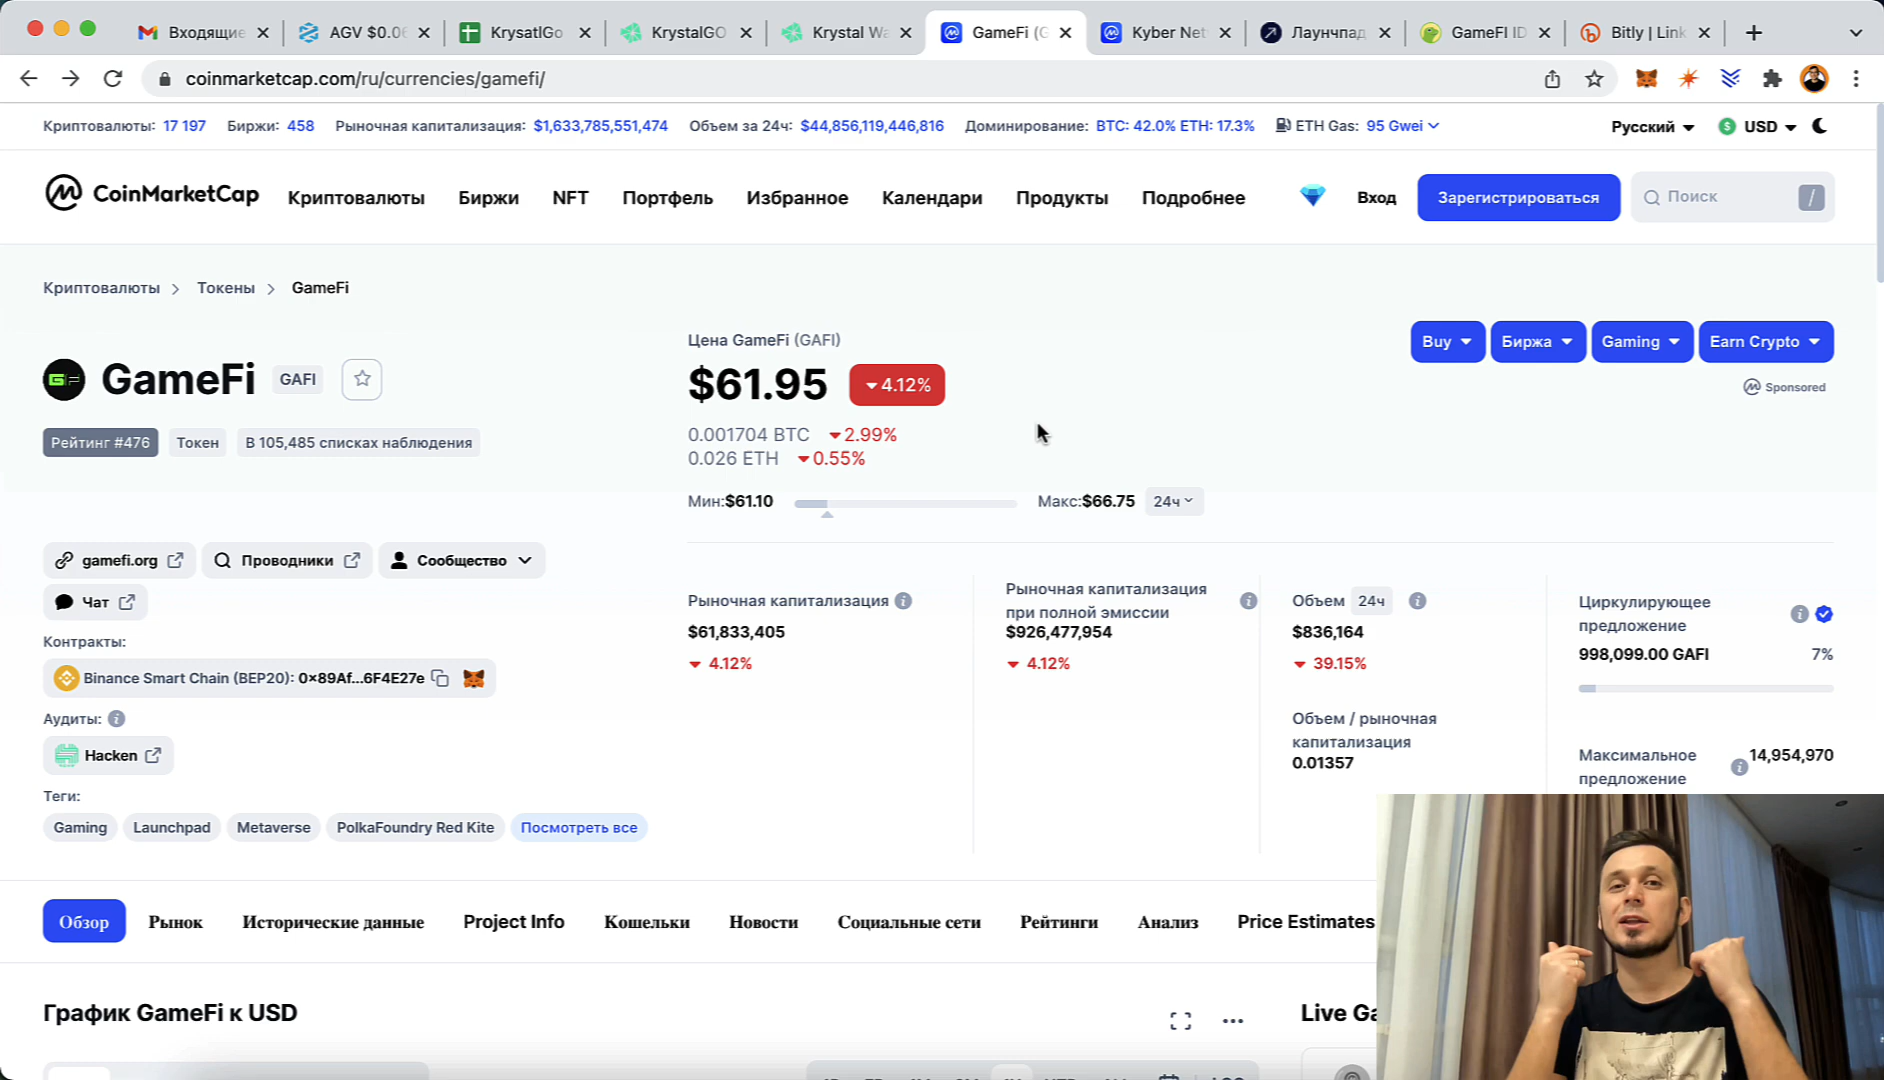 Входящие
AGV $0.06
KrysatlGo
KrystalGO
Krystal Wa
GameFi (G
Kyber Net
Лаунчпад
GameFI ID
Bitly | Link
coinmarketcap.com/ru/currencies/gamefi/
Криптовалюты: 17 197 Биржи: 458 Рыночная капитализация: $1,633,785,551,474 Объем за 24ч: $44,856,119,446,816 Доминирование: BTC: 42.0% ETH: 17.3% ETH Gas: 95 Gwei
Русский
USD
CoinMarketCap
Криптовалюты Биржи NFT Портфель Избранное Календари Продукты Подробнее
Вход
Зарегистрироваться
Поиск
/
Криптовалюты > Токены > GameFi
GameFi GAFI
Рейтинг #476
Токен
В 105,485 списках наблюдения
Цена GameFi (GAFI)
$61.95 4.12%
0.001704 BTC 2.99%
0.026 ETH 0.55%
Мин:$61.10
Макс:$66.75
24ч
Buy
Биржа
Gaming
Earn Crypto
Sponsored
gamefi.org
Проводники
Сообщество
Чат
Контракты:
Binance Smart Chain (BEP20): 0x89Af...6F4E27e
Аудиты:
Hacken
Теги:
Gaming
Launchpad
Metaverse
PolkaFoundry Red Kite
Посмотреть все
Рыночная капитализация
$61,833,405
4.12%
Рыночная капитализация
при полной эмиссии
$926,477,954
4.12%
Объем 24ч
$836,164
39.15%
Объем / рыночная
капитализация
0.01357
Циркулирующее
предложение
998,099.00 GAFI 7%
Максимальное
предложение
14,954,970
Обзор Рынок Исторические данные Project Info Кошельки Новости Социальные сети Рейтинги Анализ Price Estimates
График GameFi к USD
Live Ga